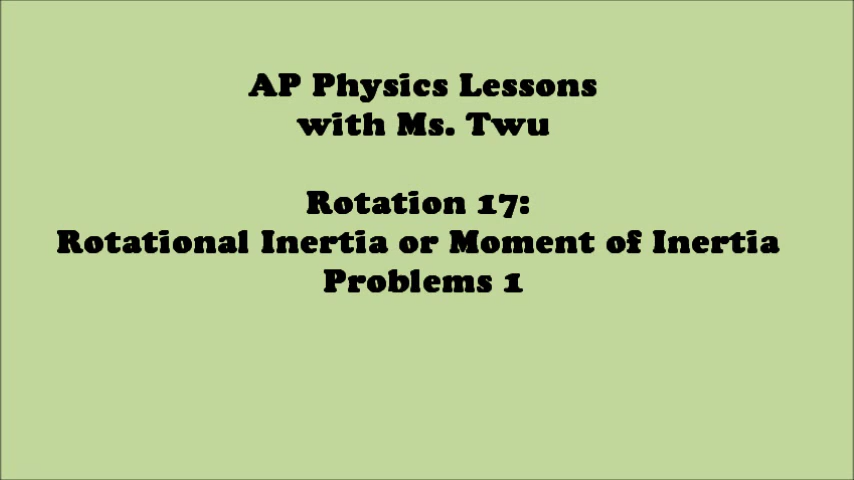 AP Physics Lessons
with Ms. Twu
Rotation 17:
Rotational Inertia or Moment of Inertia
Problems 1